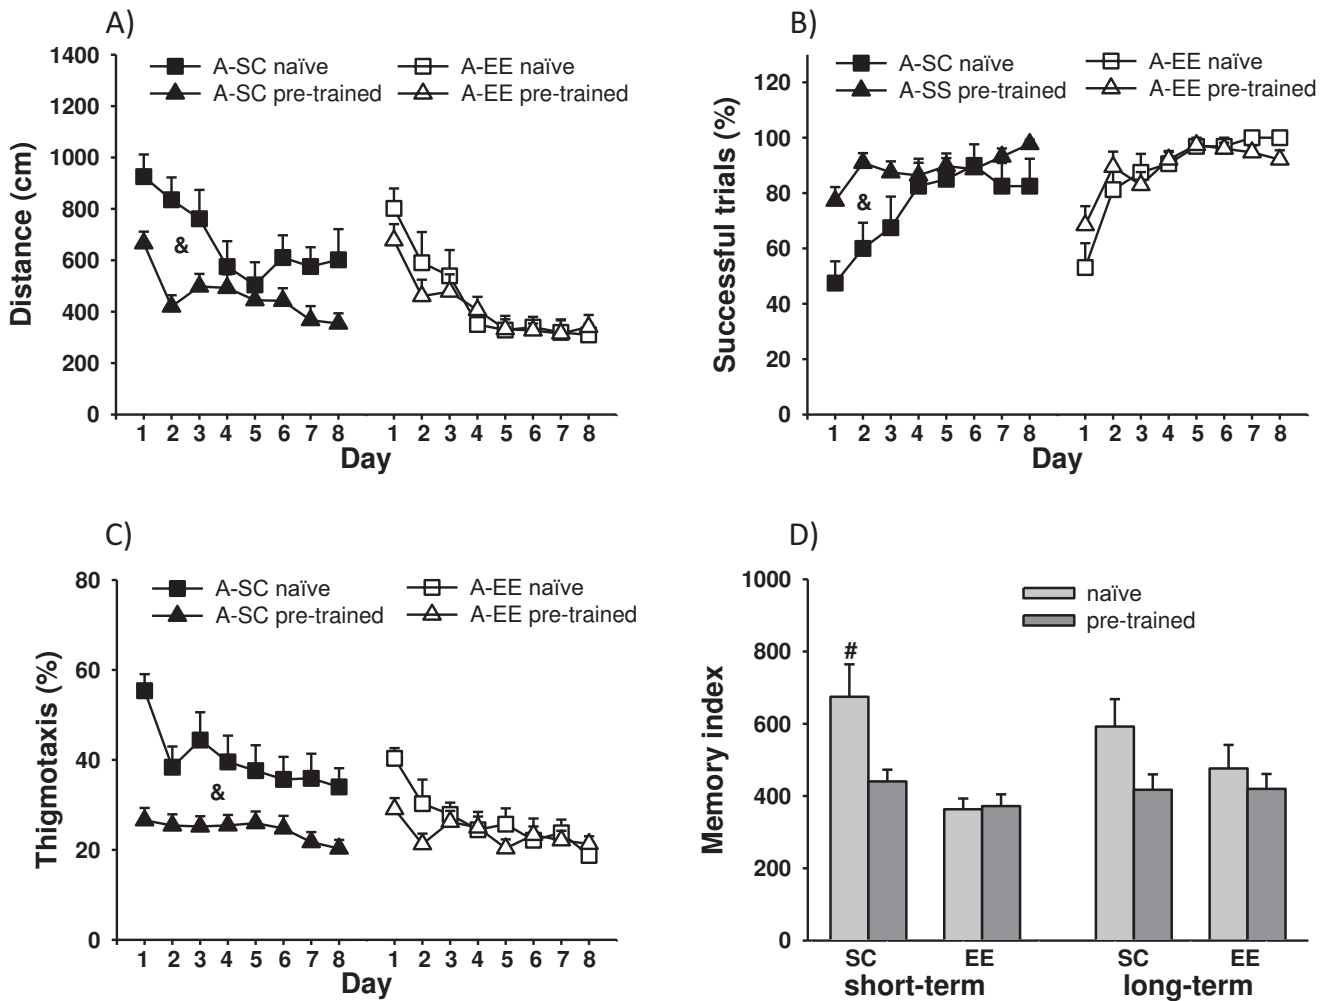 A)
1400
1200
1000
800
600
400
200
0
Distance (cm)
A-SC naïve
A-SC pre-trained
A-EE naïve
A-EE pre-trained
&
1 2 3 4 5 6 7 8 1 2 3 4 5 6 7 8
Day
B)
120
100
80
60
40
20
0
Successful trials (%)
A-SC naïve
A-SS pre-trained
A-EE naïve
A-EE pre-trained
&
1 2 3 4 5 6 7 8 1 2 3 4 5 6 7 8
Day
C)
80
60
40
20
0
Thigmotaxis (%)
A-SC naïve
A-SC pre-trained
A-EE naïve
A-EE pre-trained
&
1 2 3 4 5 6 7 8 1 2 3 4 5 6 7 8
Day
D)
1000
800
600
400
200
0
Memory index
naïve
pre-trained
#
SC EE SC EE
short-term long-term